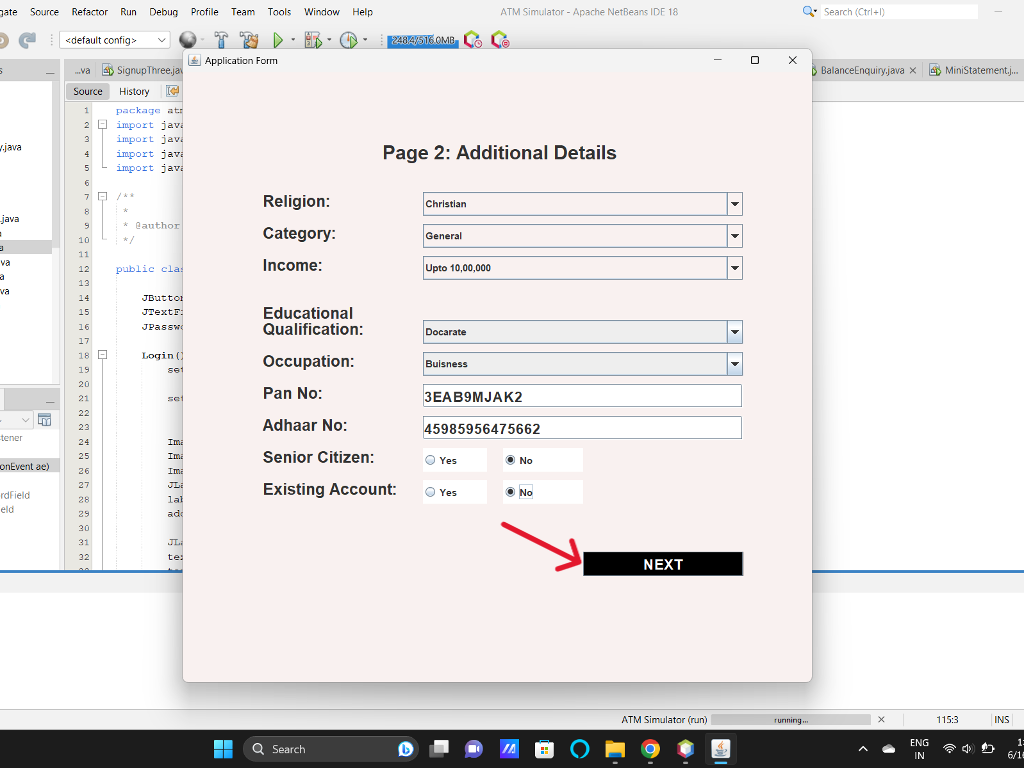 gate Source Refactor Run Debug Profile Team Tools Window Help ATM Simulator - Apache NetBeans IDE 18 Search (Ctrl+I)
<default config> 248.4/516.0MB
Application Form
...va SignupThree.jav BalanceEnquiry.java MiniStatement.j...
Source History
1 package atm
2 import java
3 import java
4 import java
5 import java
6
7 /**
8 *
9 * @author
10 */
11
12 public clas
13
14 JButton
15 JTextFi
16 JPasswo
17
18 Login()
19 set
20
21 set
22
23
24 Ima
25 Ima
26 Ima
27 JLa
28 lab
29 add
30
31 JLa
32 tex
y.java
.java
a
va
a
va
stener
onEvent ae)
rdField
eld
Page 2: Additional Details
Religion: Christian
Category: General
Income: Upto 10,00,000
Educational
Qualification: Docarate
Occupation: Buisness
Pan No: 3EAB9MJAK2
Adhaar No: 45985956475662
Senior Citizen: Yes No
Existing Account: Yes No
NEXT
ATM Simulator (run) running... 115:3 INS
Search
ENG
IN
6/16